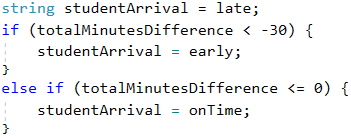 string studentArrival = late;
if (totalMinutesDifference < -30) {
    studentArrival = early;
}
else if (totalMinutesDifference <= 0) {
    studentArrival = onTime;
}